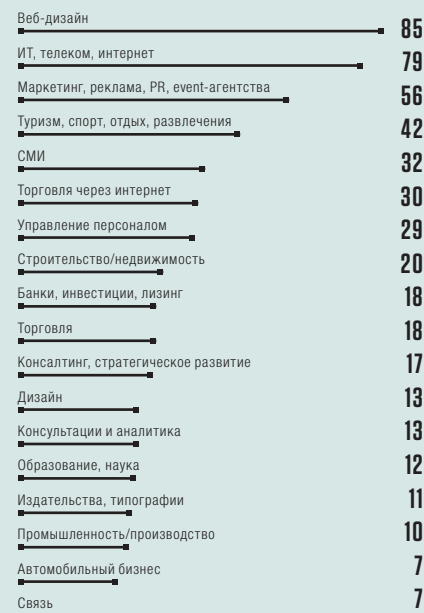 Веб-дизайн 85
ИТ, телеком, интернет 79
Маркетинг, реклама, PR, event-агентства 56
Туризм, спорт, отдых, развлечения 42
СМИ 32
Торговля через интернет 30
Управление персоналом 29
Строительство/недвижимость 20
Банки, инвестиции, лизинг 18
Торговля 18
Консалтинг, стратегическое развитие 17
Дизайн 13
Консультации и аналитика 13
Образование, наука 12
Издательства, типографии 11
Промышленность/производство 10
Автомобильный бизнес 7
Связь 7